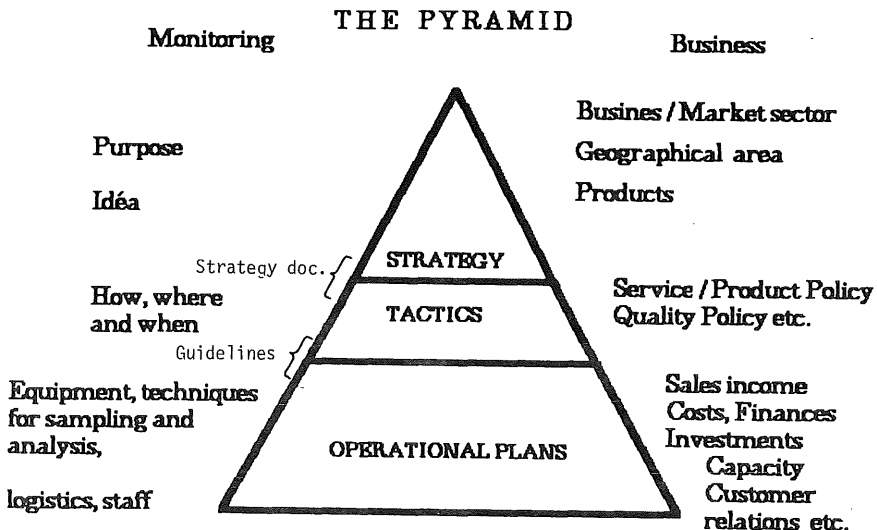 THE PYRAMID
Monitoring
Business
Busines / Market sector
Purpose
Geographical area
Idéa
Products
Strategy doc.
STRATEGY
How, where
and when
TACTICS
Service / Product Policy
Quality Policy etc.
Guidelines
Equipment, techniques
for sampling and
analysis,
logistics, staff
OPERATIONAL PLANS
Sales income
Costs, Finances
Investments
Capacity
Customer
relations etc.